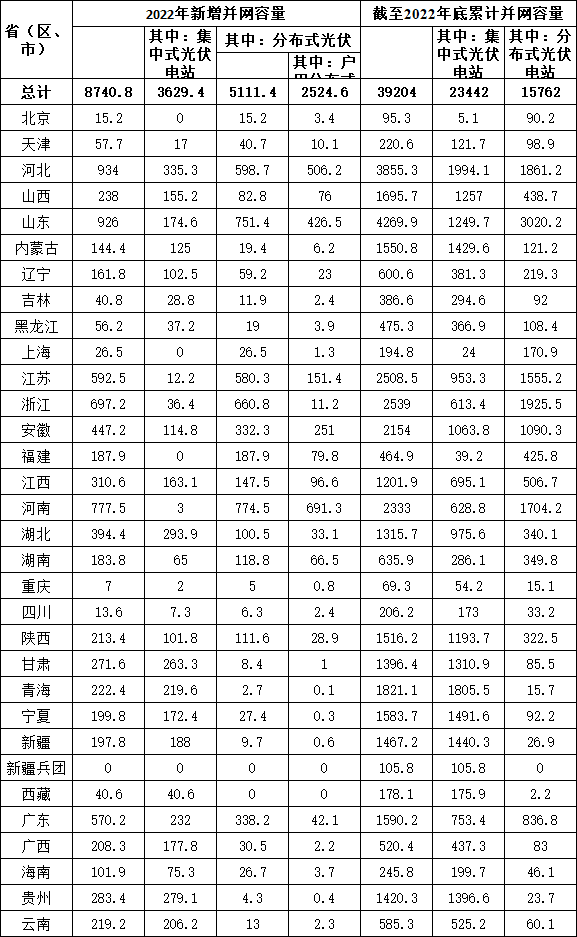 省（区、市） 2022年新增并网容量 截至2022年底累计并网容量
其中：集中式光伏电站 其中：分布式光伏 其中：集中式光伏电站 其中：分布式光伏电站
其中：户
总计 8740.8 3629.4 5111.4 2524.6 39204 23442 15762
北京 15.2 0 15.2 3.4 95.3 5.1 90.2
天津 57.7 17 40.7 10.1 220.6 121.7 98.9
河北 934 335.3 598.7 506.2 3855.3 1994.1 1861.2
山西 238 155.2 82.8 76 1695.7 1257 438.7
山东 926 174.6 751.4 426.5 4269.9 1249.7 3020.2
内蒙古 144.4 125 19.4 6.2 1550.8 1429.6 121.2
辽宁 161.8 102.5 59.2 23 600.6 381.3 219.3
吉林 40.8 28.8 11.9 2.4 386.6 294.6 92
黑龙江 56.2 37.2 19 3.9 475.3 366.9 108.4
上海 26.5 0 26.5 1.3 194.8 24 170.9
江苏 592.5 12.2 580.3 151.4 2508.5 953.3 1555.2
浙江 697.2 36.4 660.8 11.2 2539 613.4 1925.5
安徽 447.2 114.8 332.3 251 2154 1063.8 1090.3
福建 187.9 0 187.9 79.8 464.9 39.2 425.8
江西 310.6 163.1 147.5 96.6 1201.9 695.1 506.7
河南 777.5 3 774.5 691.3 2333 628.8 1704.2
湖北 394.4 293.9 100.5 33.1 1315.7 975.6 340.1
湖南 183.8 65 118.8 66.5 635.9 286.1 349.8
重庆 7 2 5 0.8 69.3 54.2 15.1
四川 13.6 7.3 6.3 2.4 206.2 173 33.2
陕西 213.4 101.8 111.6 28.9 1516.2 1193.7 322.5
甘肃 271.6 263.3 8.4 1 1396.4 1310.9 85.5
青海 222.4 219.6 2.7 0.1 1821.1 1805.5 15.7
宁夏 199.8 172.4 27.4 0.3 1583.7 1491.6 92.2
新疆 197.8 188 9.7 0.6 1467.2 1440.3 26.9
新疆兵团 0 0 0 0 105.8 105.8 0
西藏 40.6 40.6 0 0 178.1 175.9 2.2
广东 570.2 232 338.2 42.1 1590.2 753.4 836.8
广西 208.3 177.8 30.5 2.2 520.4 437.3 83
海南 101.9 75.3 26.7 3.7 245.8 199.7 46.1
贵州 283.4 279.1 4.3 0.4 1420.3 1396.6 23.7
云南 219.2 206.2 13 2.3 585.3 525.2 60.1